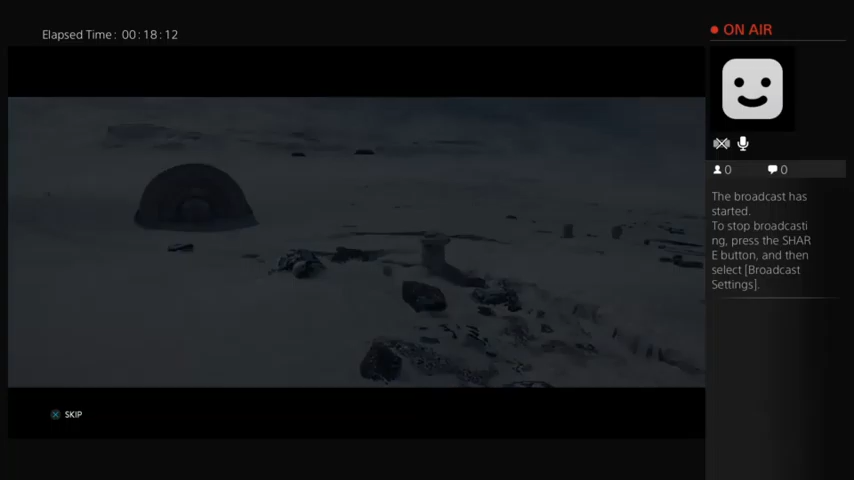 Elapsed Time: 00:18:12
ON AIR
0 0
The broadcast has
started.
To stop broadcasti
ng, press the SHAR
E button, and then
select [Broadcast
Settings].
SKIP